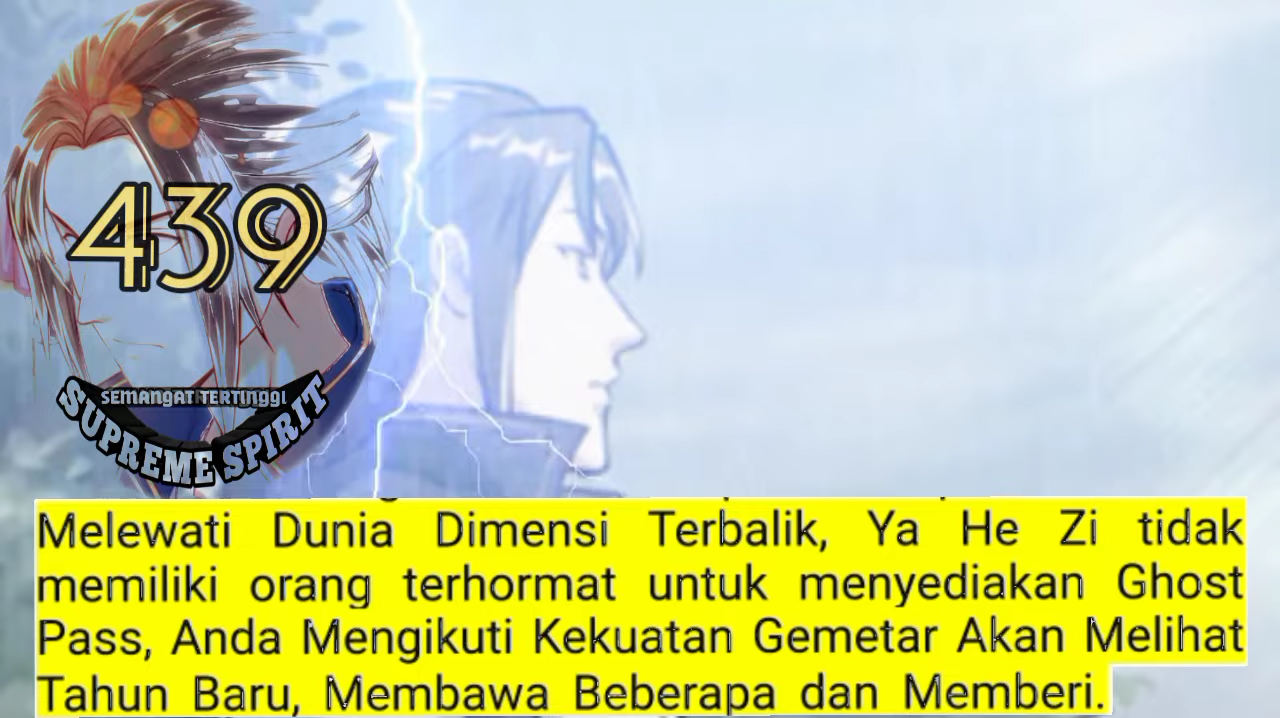 439
SEMANGAT TERTINGGI
SUPREME SPIRIT
Melewati Dunia Dimensi Terbalik, Ya He Zi tidak
memiliki orang terhormat untuk menyediakan Ghost
Pass, Anda Mengikuti Kekuatan Gemetar Akan Melihat
Tahun Baru, Membawa Beberapa dan Memberi.